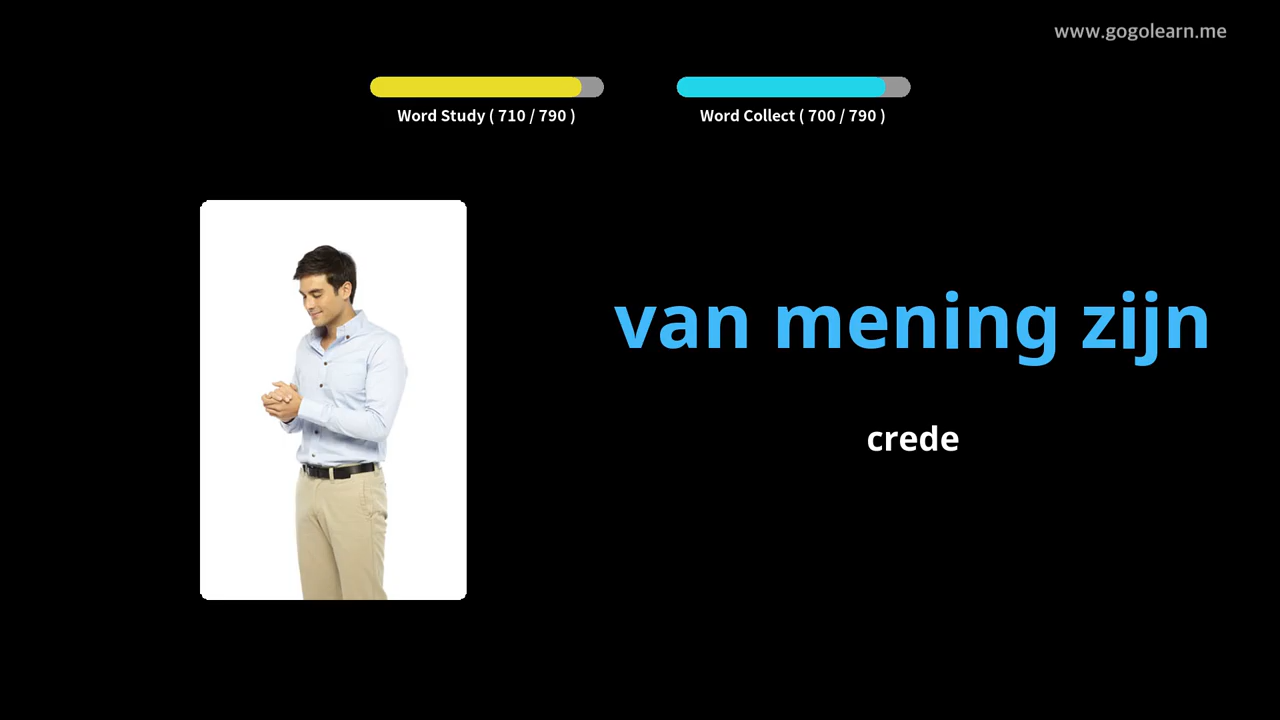 www.gogolearn.me
Word Study ( 710 / 790 )
Word Collect ( 700 / 790 )
van mening zijn
crede